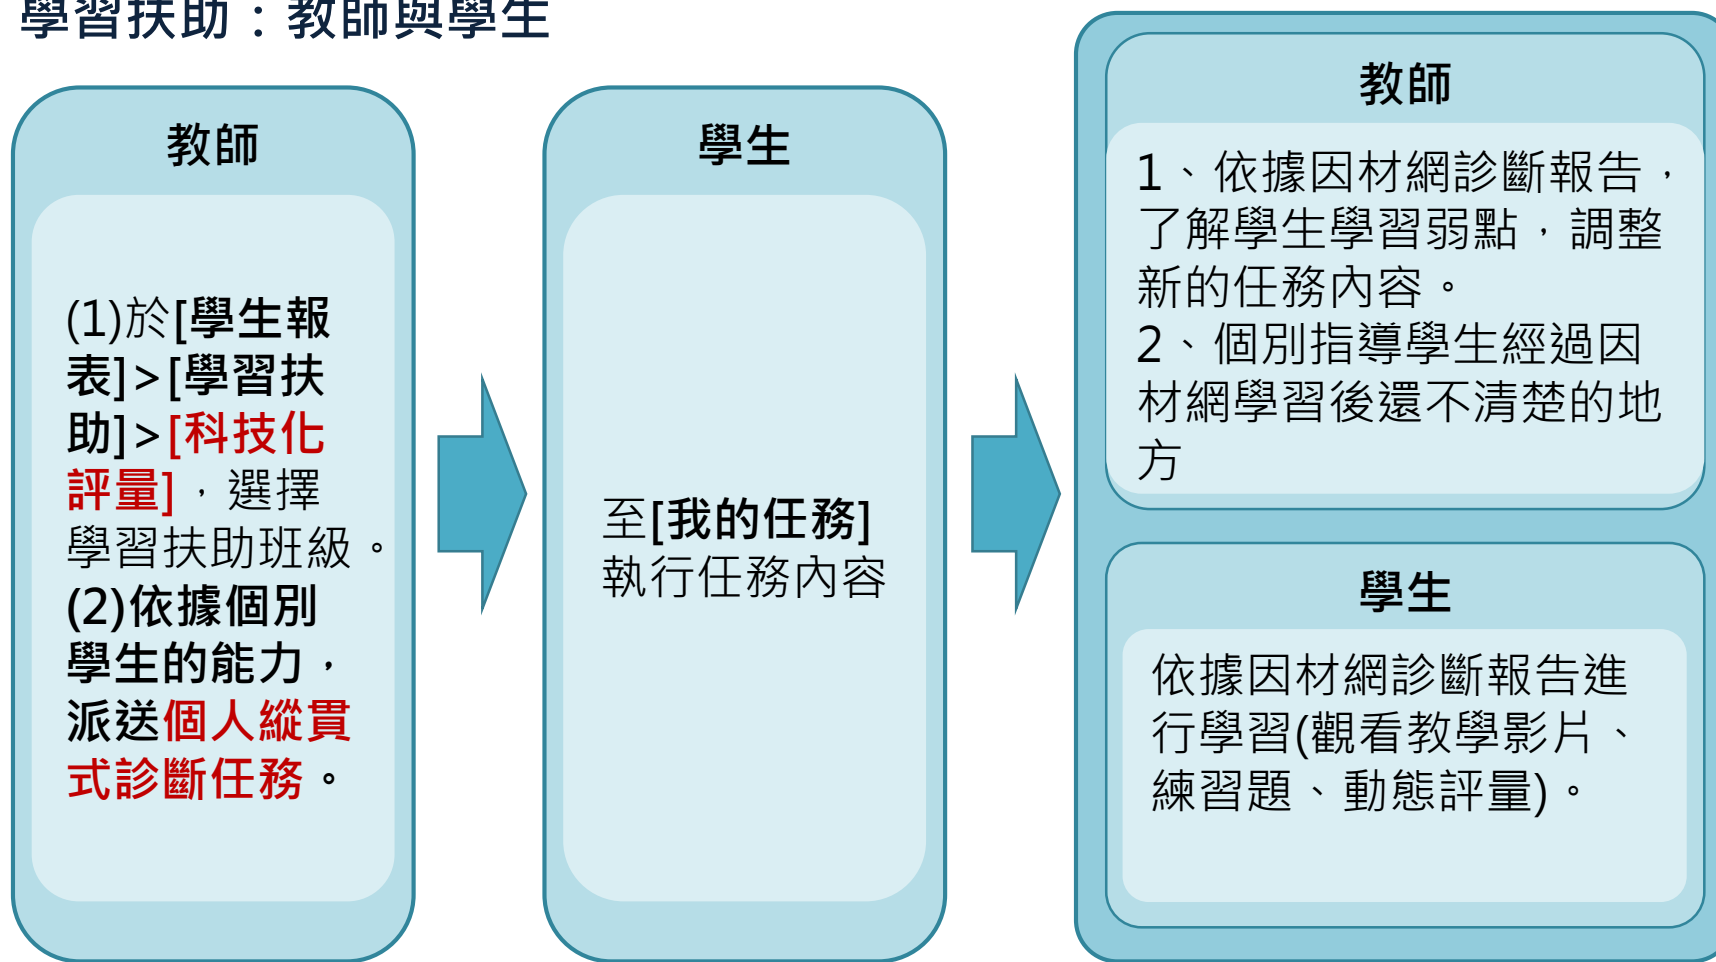 學習扶助：教師與學生
教師
(1)於[學生報
表]>[學習扶
助]>[科技化
評量]，選擇
學習扶助班級。
(2)依據個別
學生的能力，
派送個人縱貫
式診斷任務。
學生
至[我的任務]
執行任務內容
教師
1、依據因材網診斷報告，
了解學生學習弱點，調整
新的任務內容。
2、個別指導學生經過因
材網學習後還不清楚的地
方
學生
依據因材網診斷報告進
行學習(觀看教學影片、
練習題、動態評量)。